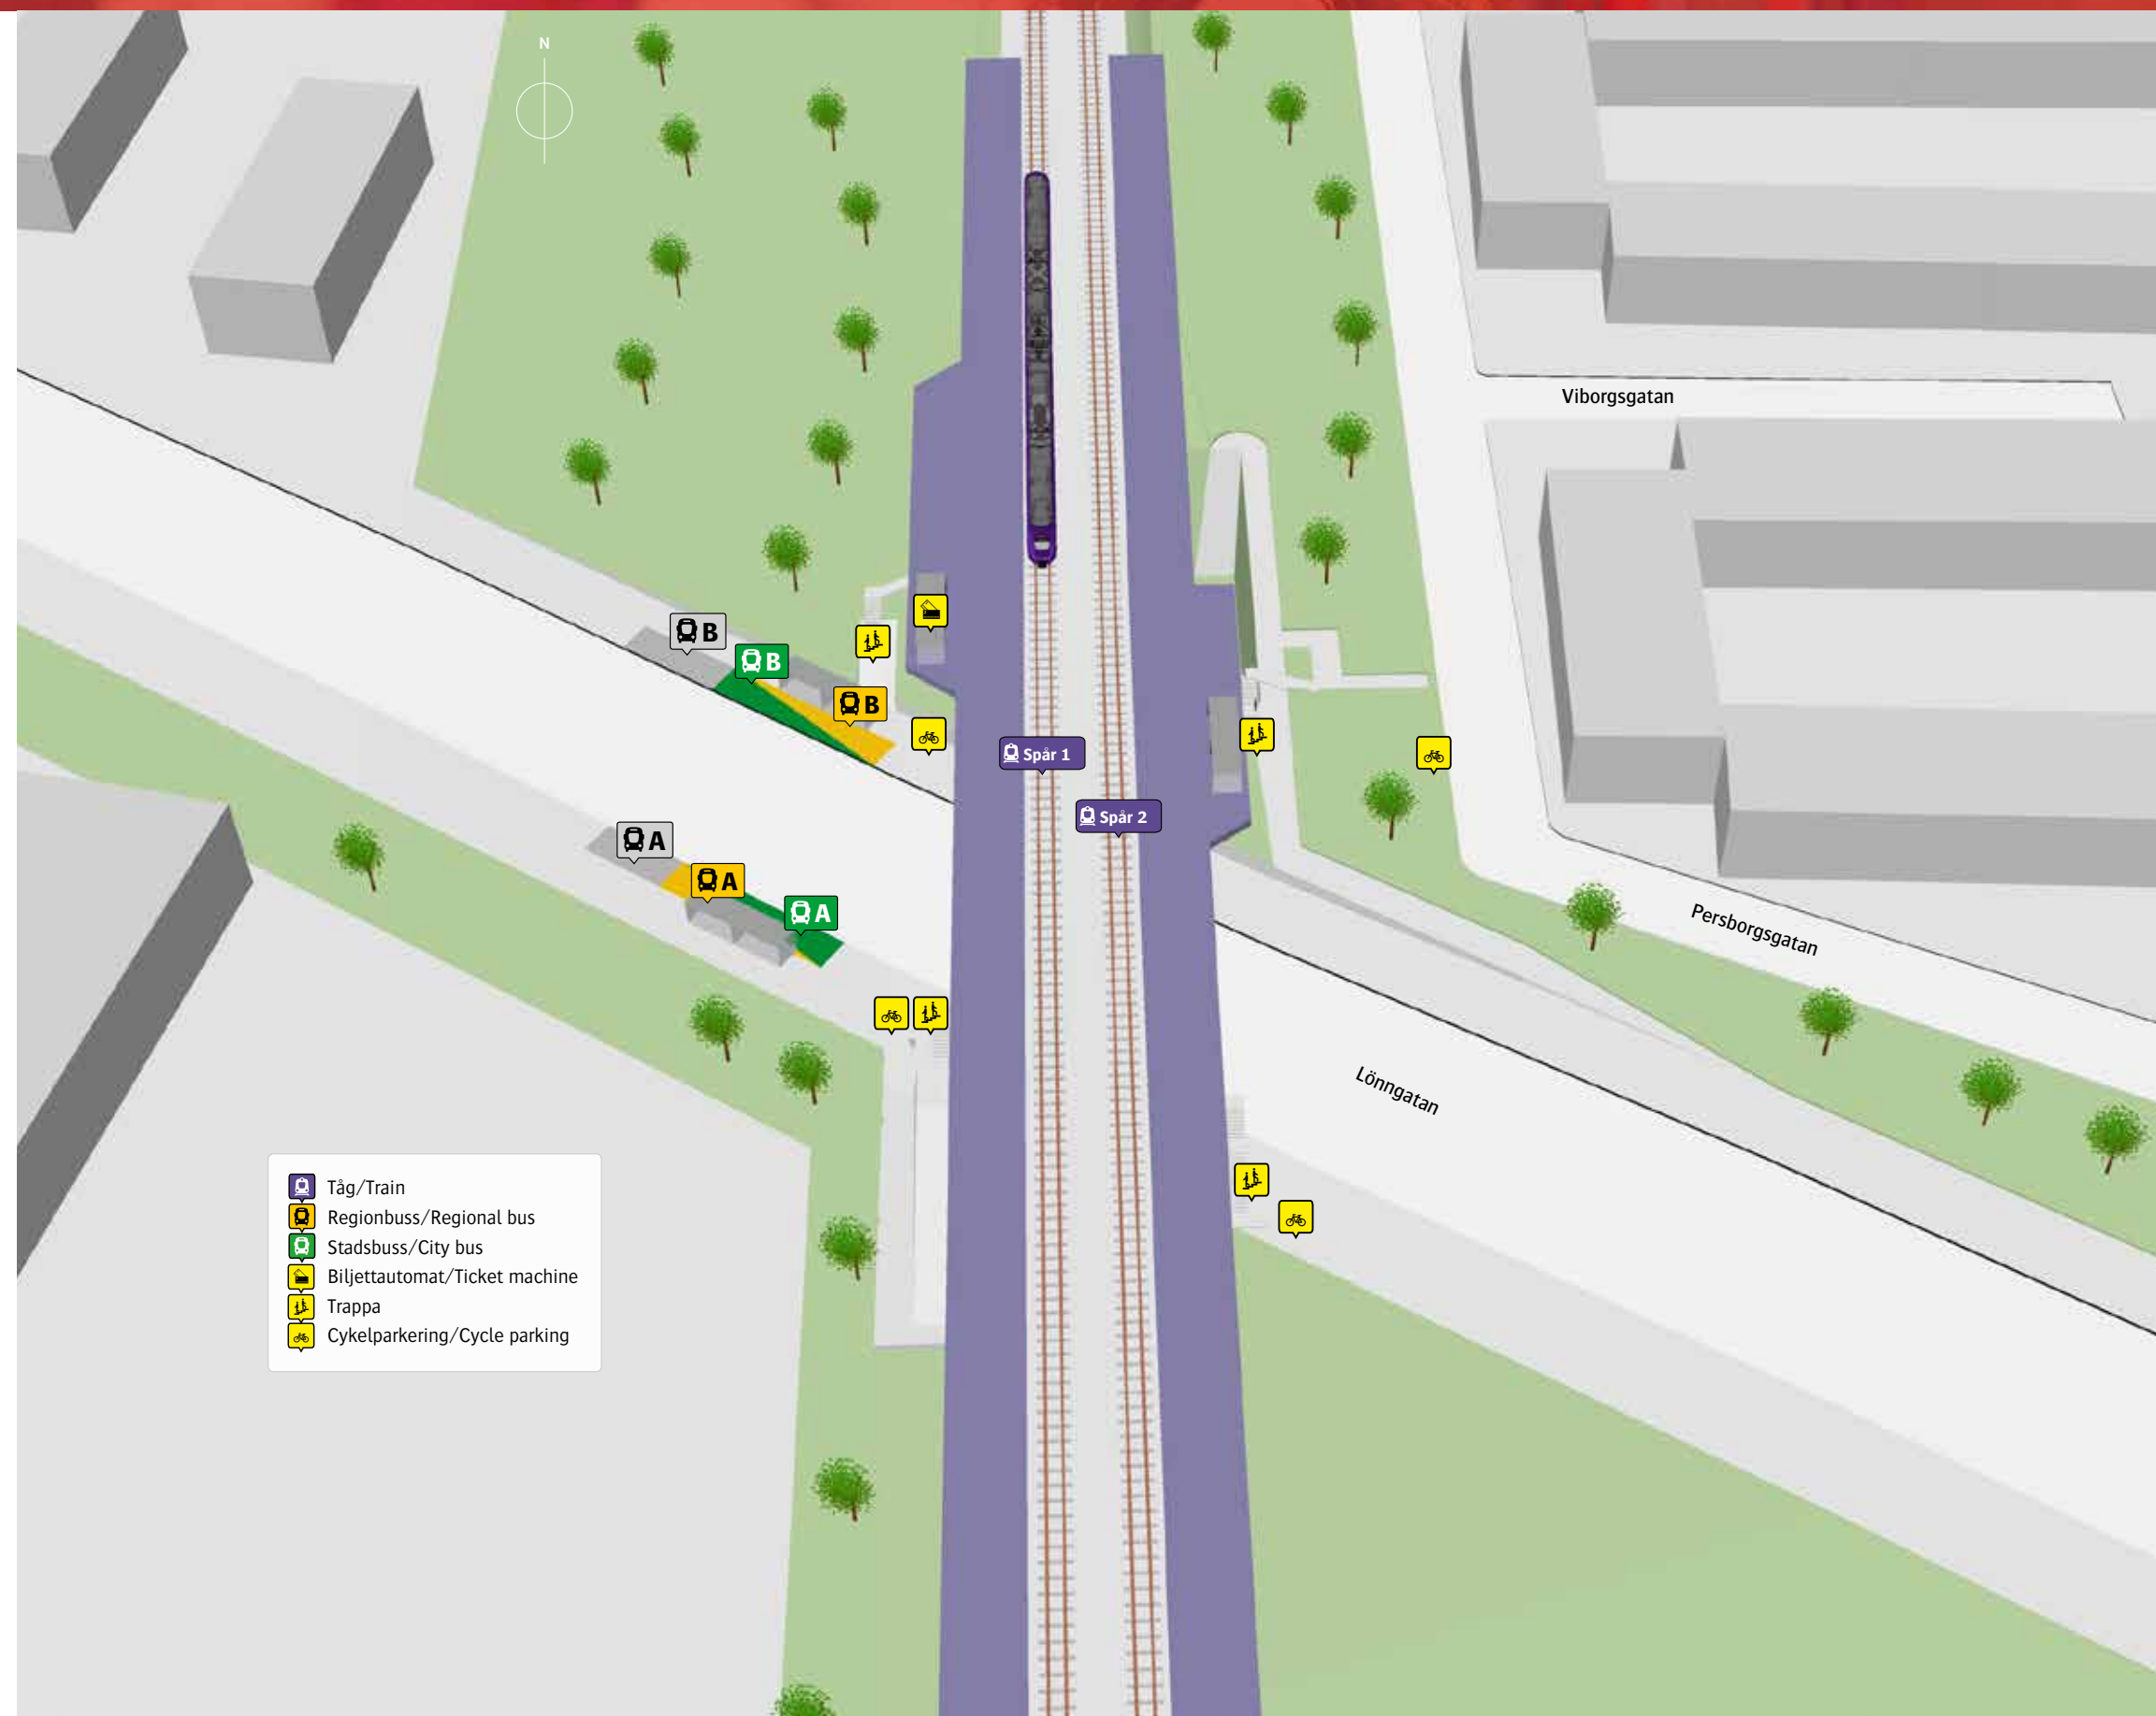 N
Viborgsgatan
B
B
B
Spår 1
Spår 2
A
A
A
Persborgsgatan
Lönngatan
Tåg/Train
Regionbuss/Regional bus
Stadsbuss/City bus
Biljettautomat/Ticket machine
Trappa
Cykelparkering/Cycle parking